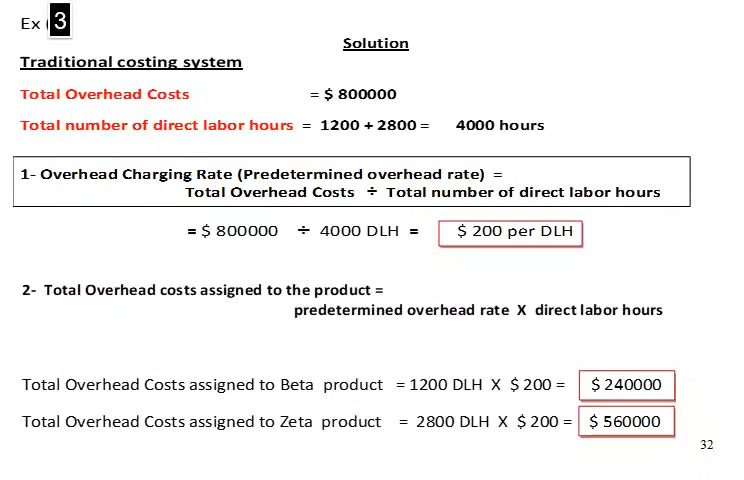 Ex ( 3
Solution
Traditional costing system
Total Overhead Costs = $ 800000
Total number of direct labor hours = 1200 + 2800 = 4000 hours
1- Overhead Charging Rate (Predetermined overhead rate) =
Total Overhead Costs ÷ Total number of direct labor hours
= $ 800000 ÷ 4000 DLH = $ 200 per DLH
2- Total Overhead costs assigned to the product =
predetermined overhead rate X direct labor hours
Total Overhead Costs assigned to Beta product = 1200 DLH X $ 200 = $ 240000
Total Overhead Costs assigned to Zeta product = 2800 DLH X $ 200 = $ 560000
32